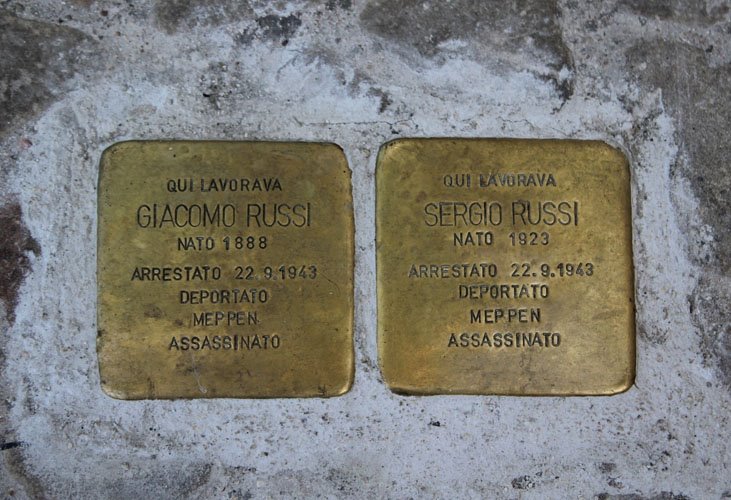 QUI LAVORAVA
GIACOMO RUSSI
NATO 1888
ARRESTATO 22.9.1943
DEPORTATO
MEPPEN
ASSASSINATO
QUI LAVORAVA
SERGIO RUSSI
NATO 1923
ARRESTATO 22.9.1943
DEPORTATO
MEPPEN
ASSASSINATO